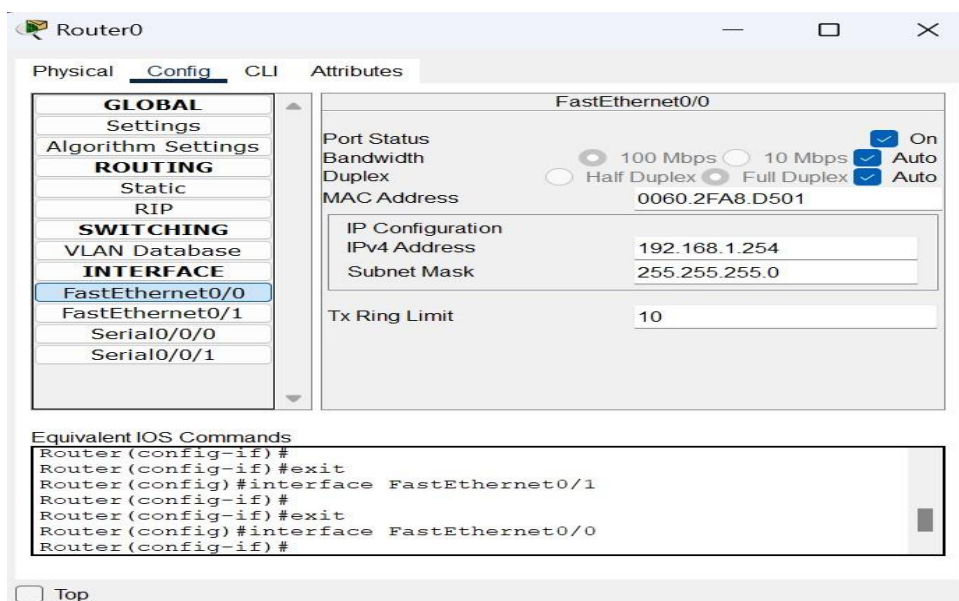 Router0
Physical Config CLI Attributes
GLOBAL
Settings
Algorithm Settings
ROUTING
Static
RIP
SWITCHING
VLAN Database
INTERFACE
FastEthernet0/0
FastEthernet0/1
Serial0/0/0
Serial0/0/1
FastEthernet0/0
Port Status On
Bandwidth 100 Mbps 10 Mbps Auto
Duplex Half Duplex Full Duplex Auto
MAC Address 0060.2FA8.D501
IP Configuration
IPv4 Address 192.168.1.254
Subnet Mask 255.255.255.0
Tx Ring Limit 10
Equivalent IOS Commands
Router(config-if)#
Router(config-if)#exit
Router(config)#interface FastEthernet0/1
Router(config-if)#
Router(config-if)#exit
Router(config)#interface FastEthernet0/0
Router(config-if)#
Top